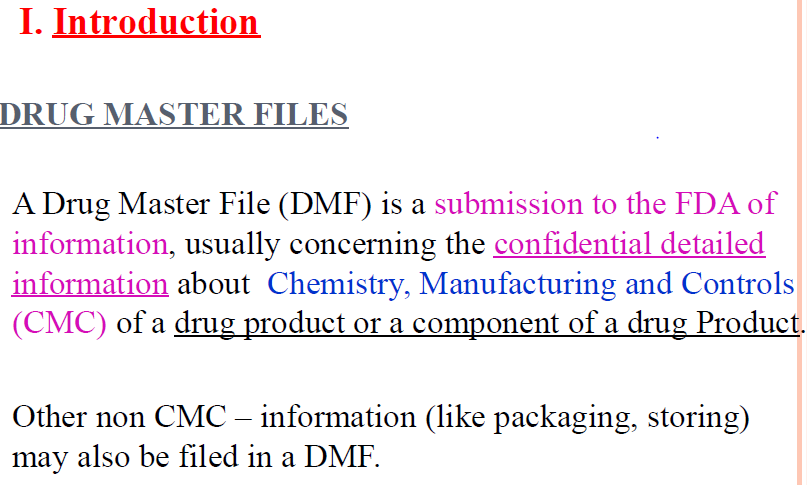 I. Introduction
DRUG MASTER FILES
A Drug Master File (DMF) is a submission to the FDA of
information, usually concerning the confidential detailed
information about  Chemistry, Manufacturing and Controls
(CMC) of a drug product or a component of a drug Product.
Other non CMC – information (like packaging, storing)
may also be filed in a DMF.